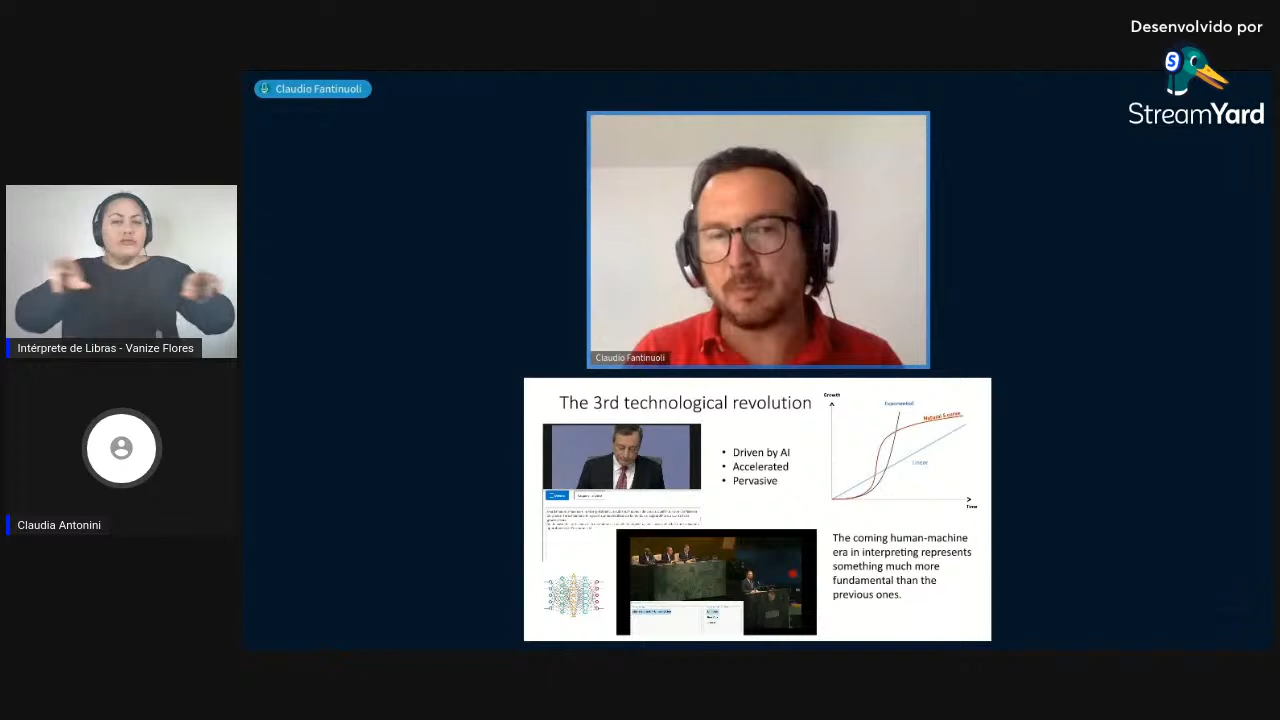 Desenvolvido por
StreamYard
Claudio Fantinuoli
Claudio Fantinuoli
Intérprete de Libras - Vanize Flores
Claudia Antonini
The 3rd technological revolution
• Driven by AI
• Accelerated
• Pervasive
Growth
Exponential
Natural S curve
Linear
Time
The coming human-machine
era in interpreting represents
something much more
fundamental than the
previous ones.